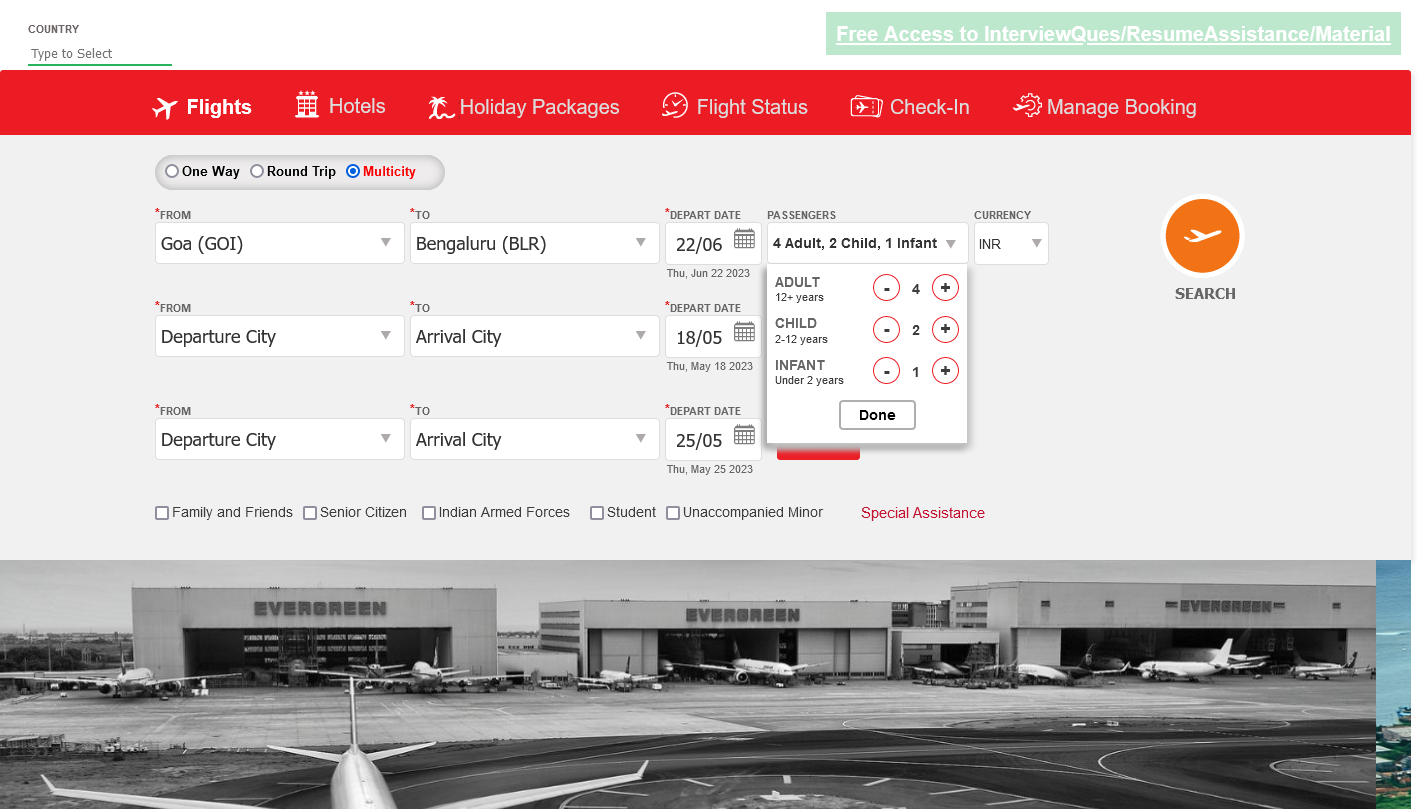 COUNTRY
Type to Select
Free Access to InterviewQues/ResumeAssistance/Material
Flights Hotels Holiday Packages Flight Status Check-In Manage Booking
One Way Round Trip Multicity
*FROM *TO *DEPART DATE PASSENGERS CURRENCY
Goa (GOI) Bengaluru (BLR) 22/06 4 Adult, 2 Child, 1 Infant INR
Thu, Jun 22 2023
SEARCH
ADULT
12+ years
- 4 +
CHILD
2-12 years
- 2 +
INFANT
Under 2 years
- 1 +
Done
*FROM *TO *DEPART DATE
Departure City Arrival City 18/05
Thu, May 18 2023
*FROM *TO *DEPART DATE
Departure City Arrival City 25/05
Thu, May 25 2023
Family and Friends Senior Citizen Indian Armed Forces Student Unaccompanied Minor Special Assistance
EVERGREEN EVERGREEN EVERGREEN